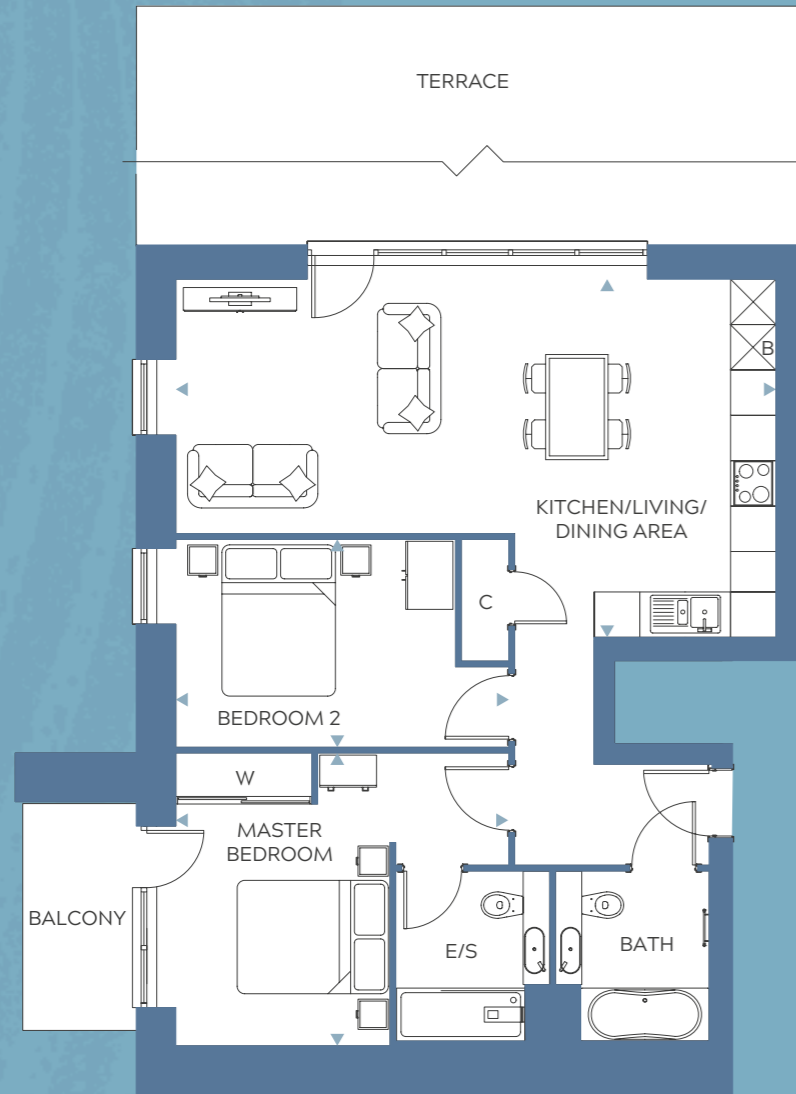 TERRACE
B
KITCHEN/LIVING/
DINING AREA
C
BEDROOM 2
W
MASTER
BEDROOM
BALCONY
E/S
BATH